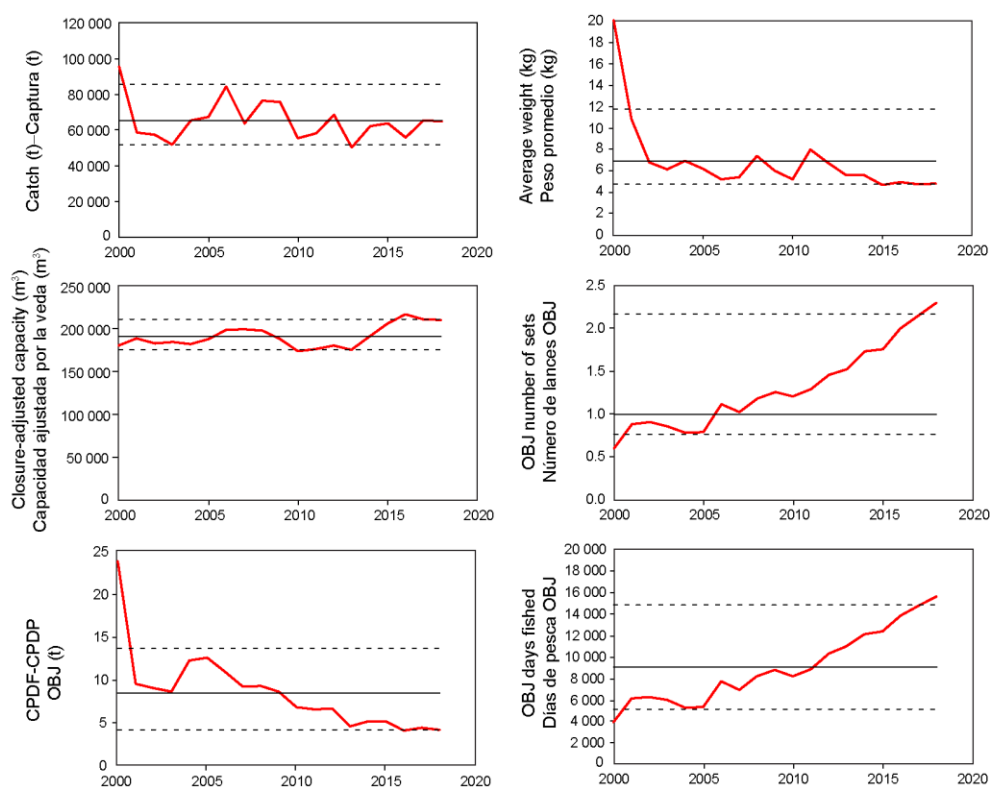 Catch (t)–Captura (t)
120 000
100 000
80 000
60 000
40 000
20 000
0
2000 2005 2010 2015 2020
Average weight (kg)
Peso promedio (kg)
20
18
16
14
12
10
8
6
4
2
0
2000 2005 2010 2015 2020
Closure-adjusted capacity (m³)
Capacidad ajustada por la veda (m³)
250 000
200 000
150 000
100 000
50 000
0
2000 2005 2010 2015 2020
OBJ number of sets
Número de lances OBJ
2.5
2.0
1.5
1.0
0.5
0.0
2000 2005 2010 2015 2020
CPDF-CPDP
OBJ (t)
25
20
15
10
5
0
2000 2005 2010 2015 2020
OBJ days fished
Dias de pesca OBJ
20 000
18 000
16 000
14 000
12 000
10 000
8 000
6 000
4 000
2 000
0
2000 2005 2010 2015 2020